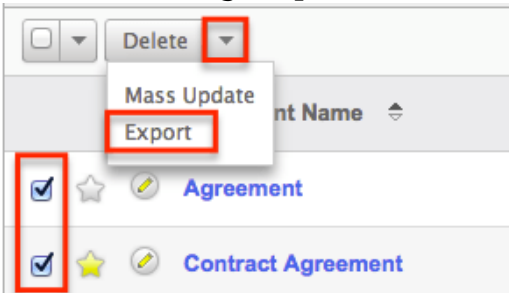 Delete
Mass Update
nt Name
Export
Agreement
Contract Agreement